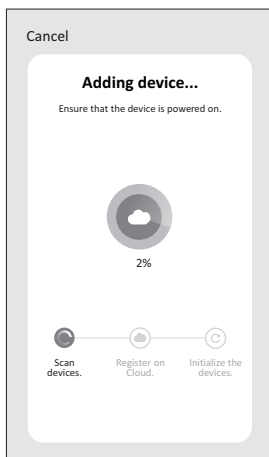 Cancel
Adding device...
Ensure that the device is powered on.
2%
Scan
devices.
Register on
Cloud.
Initialize the
devices.